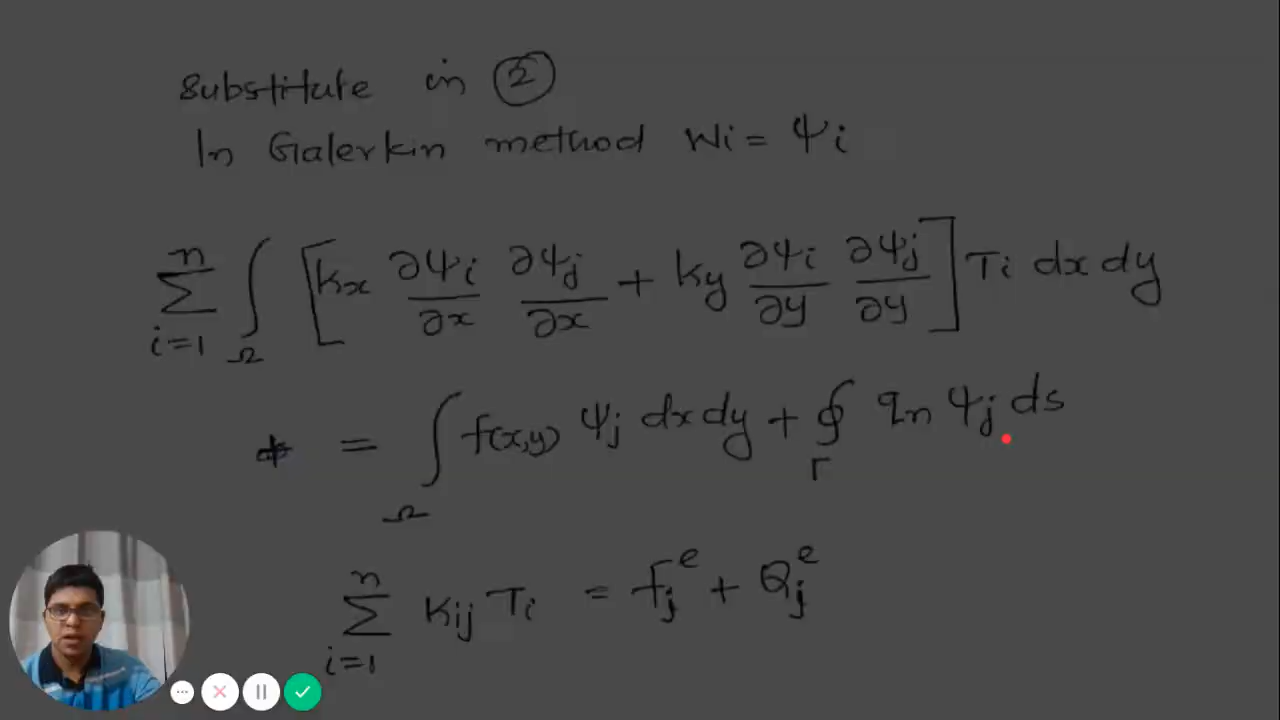 Substitute in ②
In Galerkin method Wi = Ψi
n Σ i=1 ∫ Ω [ kx ∂Ψi/∂x ∂Ψj/∂x + ky ∂Ψi/∂y ∂Ψj/∂y ] Ti dx dy
= ∫ Ω f(x,y) Ψj dx dy + ∮ Γ qn Ψj ds
n Σ i=1 Kij Ti = fj^e + Qj^e